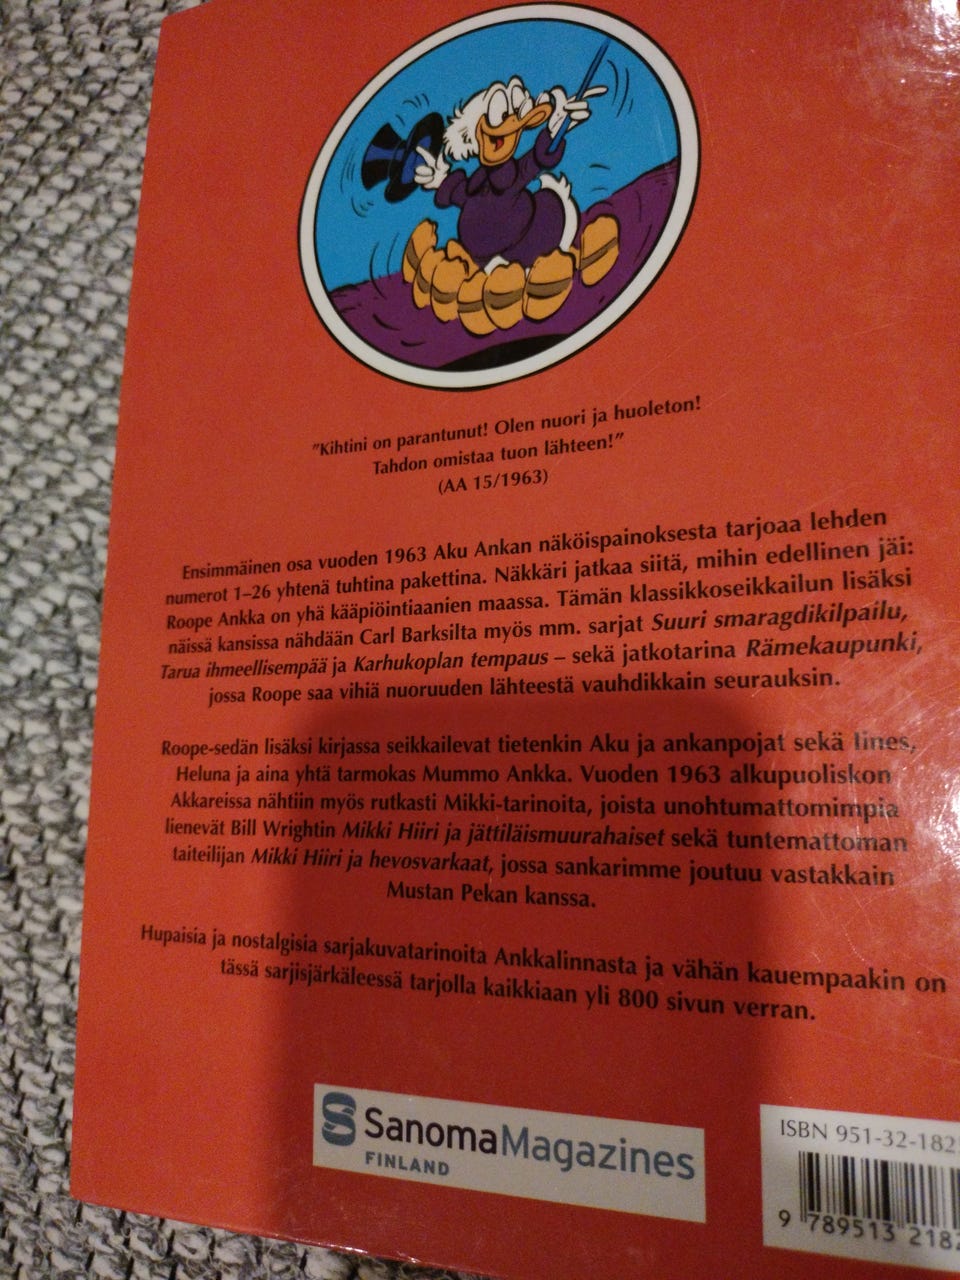 "Kihtini on parantunut! Olen nuori ja huoleton!
Tahdon omistaa tuon lähteen!"
(AA 15/1963)
Ensimmäinen osa vuoden 1963 Aku Ankan näköispainoksesta tarjoaa lehden
numerot 1–26 yhtenä tuhtina pakettina. Näkkäri jatkaa siitä, mihin edellinen jäi:
Roope Ankka on yhä kääpiöintiaanien maassa. Tämän klassikkoseikkailun lisäksi
näissä kansissa nähdään Carl Barksilta myös mm. sarjat Suuri smaragdikilpailu,
Tarua ihmeellisempää ja Karhukoplan tempaus – sekä jatkotarina Rämekaupunki,
jossa Roope saa vihiä nuoruuden lähteestä vauhdikkain seurauksin.
Roope-sedän lisäksi kirjassa seikkailevat tietenkin Aku ja ankanpojat sekä Iines,
Heluna ja aina yhtä tarmokas Mummo Ankka. Vuoden 1963 alkupuoliskon
Akkareissa nähtiin myös rutkasti Mikki-tarinoita, joista unohtumattomimpia
lienevät Bill Wrightin Mikki Hiiri ja jättiläismuurahaiset sekä tuntemattoman
taiteilijan Mikki Hiiri ja hevosvarkaat, jossa sankarimme joutuu vastakkain
Mustan Pekan kanssa.
Hupaisia ja nostalgisia sarjakuvatarinoita Ankkalinnasta ja vähän kauempaakin on
tässä sarjisjärkäleessä tarjolla kaikkiaan yli 800 sivun verran.
SanomaMagazines
FINLAND
ISBN 951-32-182
9 789513 2182